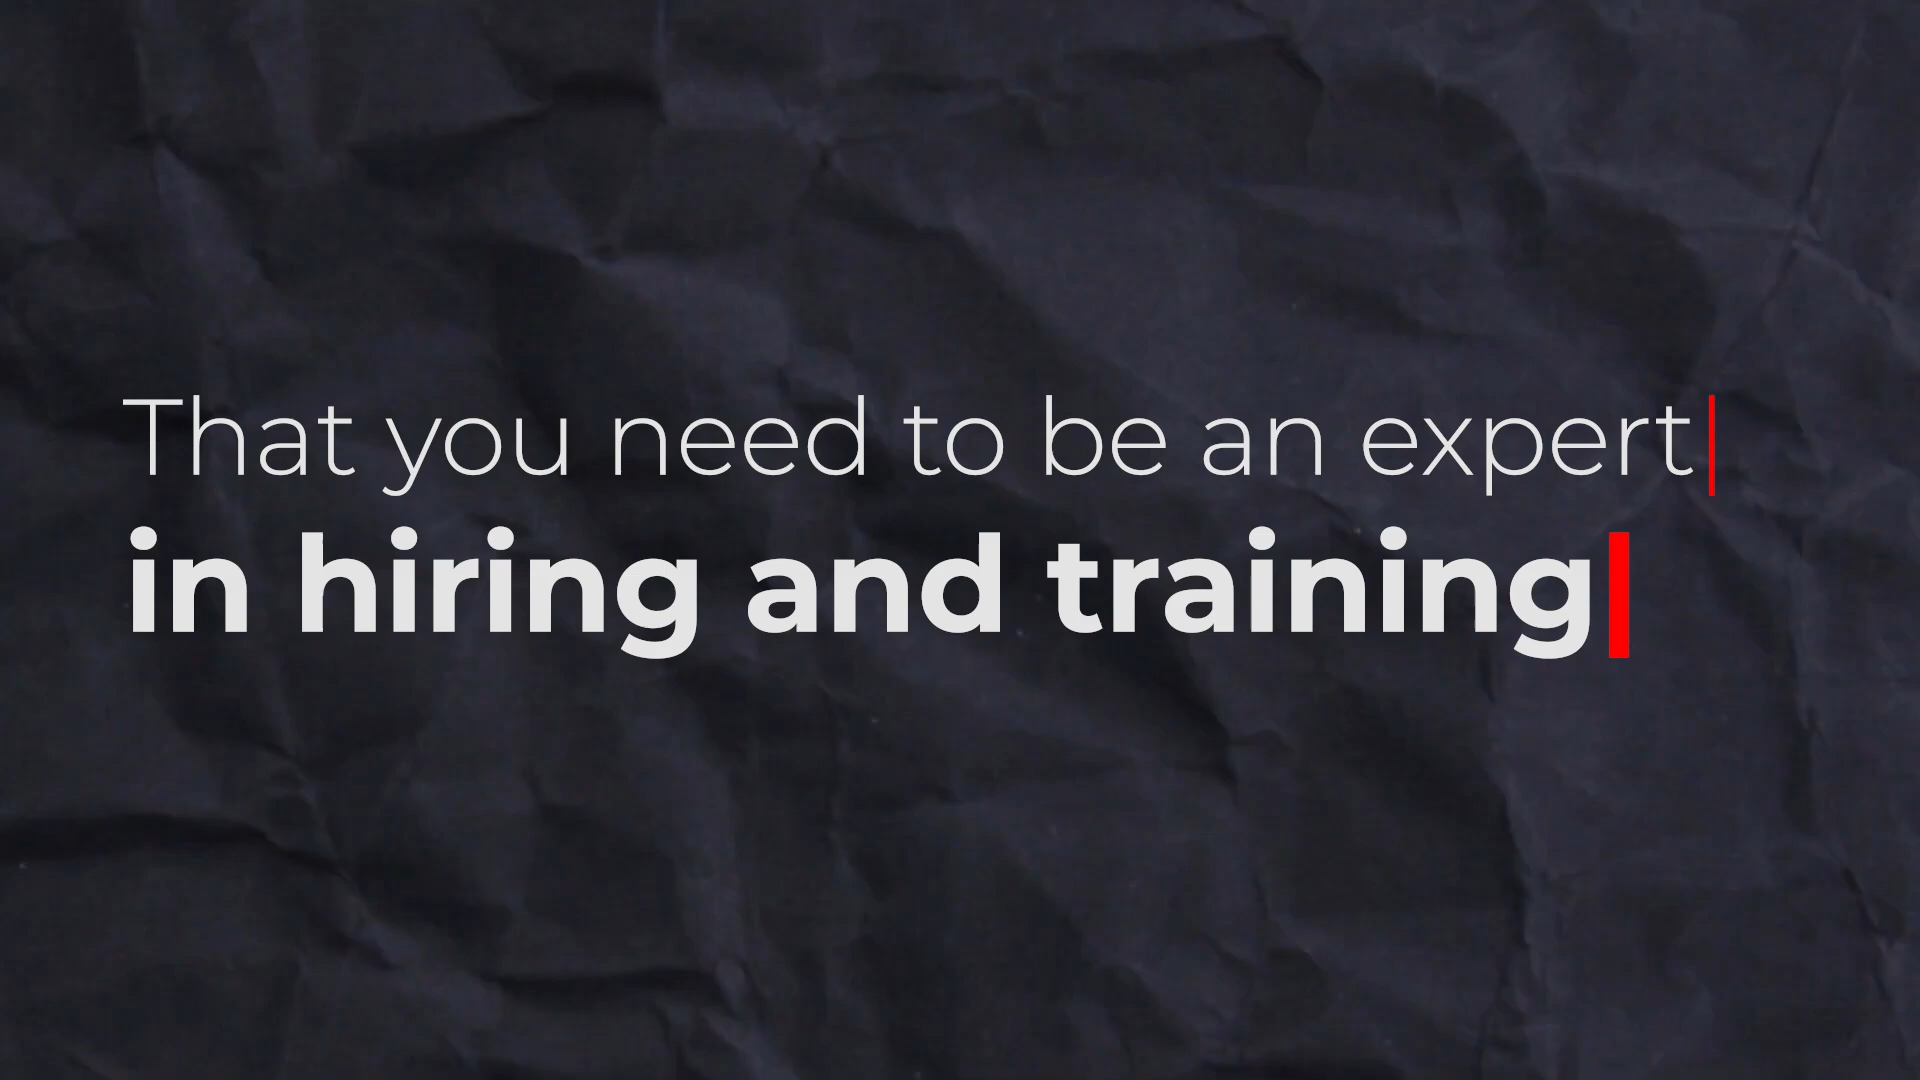 That you need to be an expert
in hiring and training